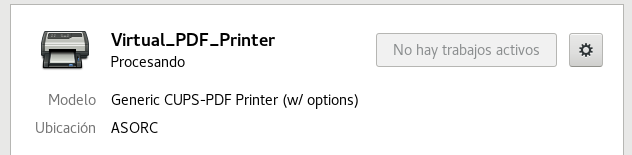 Virtual_PDF_Printer
Procesando
No hay trabajos activos
Modelo Generic CUPS-PDF Printer (w/ options)
Ubicación ASORC